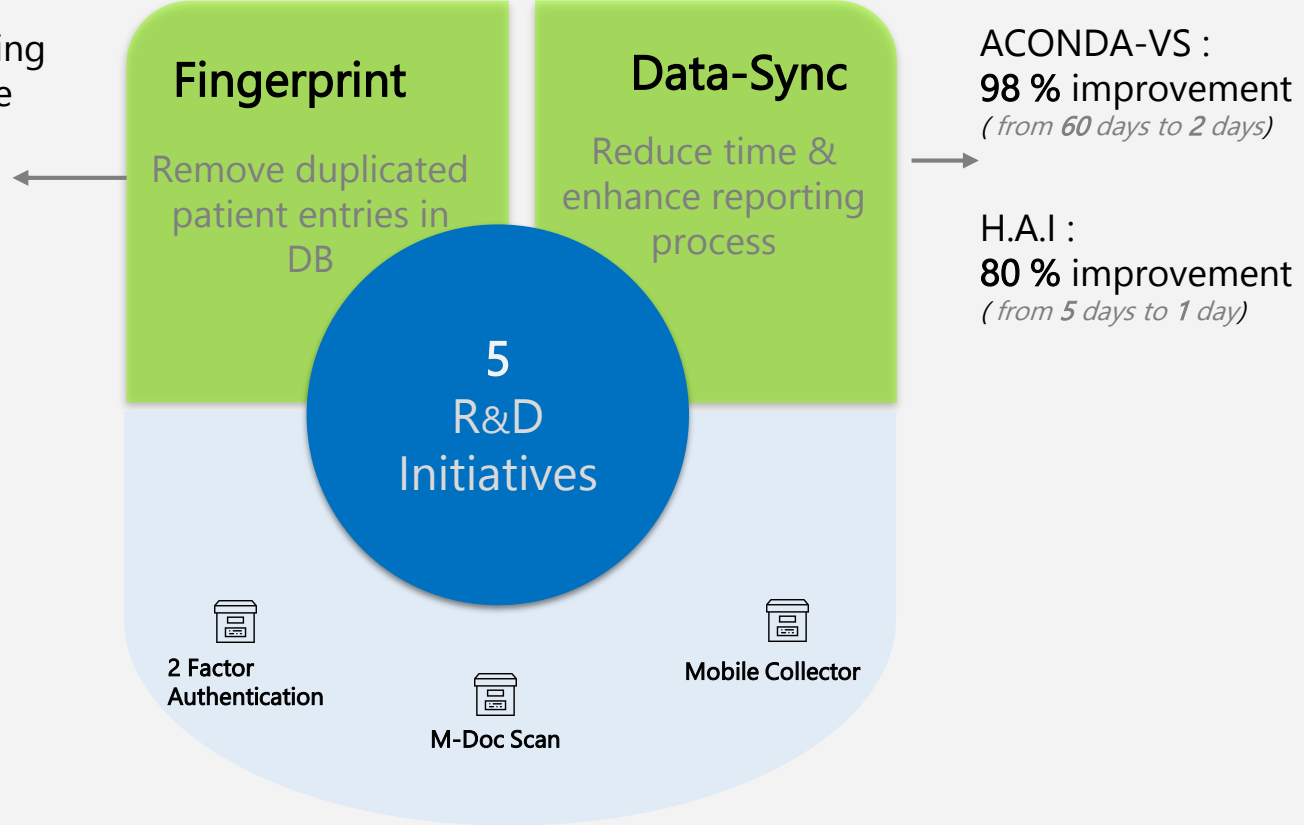 Fingerprint
Remove duplicated
patient entries in
DB
Data-Sync
Reduce time &
enhance reporting
process
ACONDA-VS :
98 % improvement
( from 60 days to 2 days)
H.A.I :
80 % improvement
( from 5 days to 1 day)
5
R&D
Initiatives
2 Factor
Authentication
M-Doc Scan
Mobile Collector